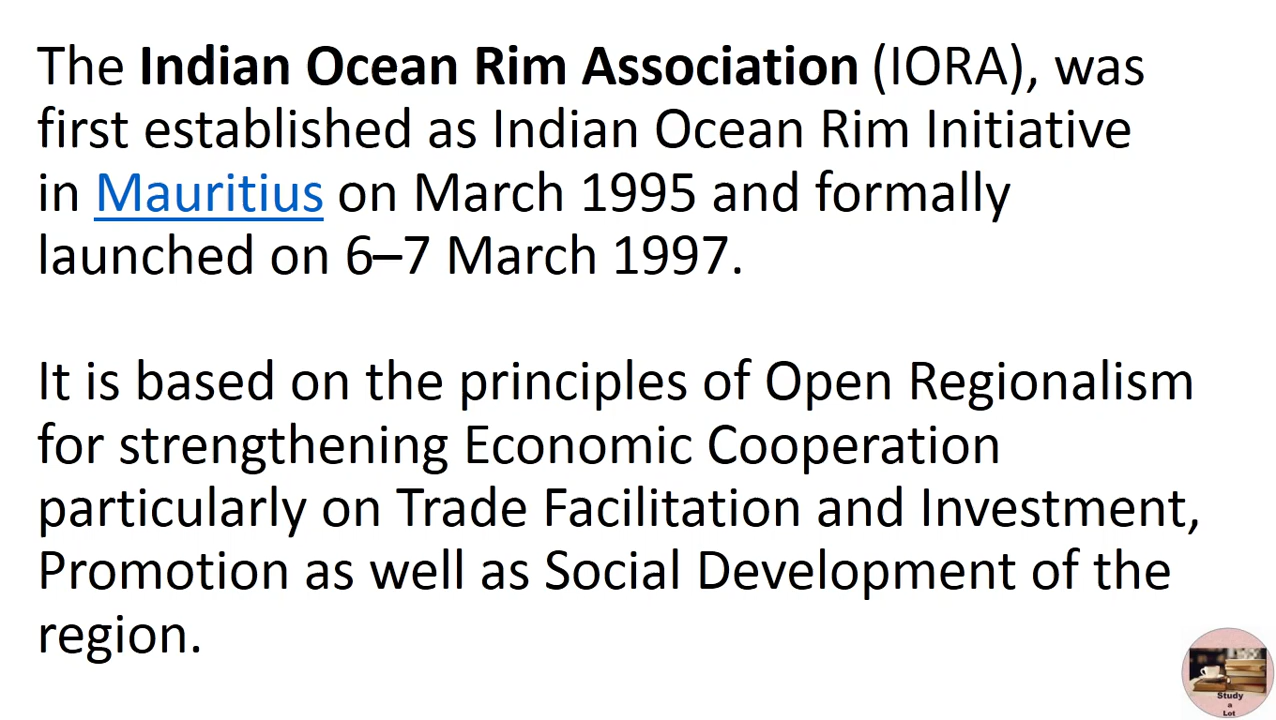 The Indian Ocean Rim Association (IORA), was
first established as Indian Ocean Rim Initiative
in Mauritius on March 1995 and formally
launched on 6–7 March 1997.
It is based on the principles of Open Regionalism
for strengthening Economic Cooperation
particularly on Trade Facilitation and Investment,
Promotion as well as Social Development of the
region.
Study
a
Lot